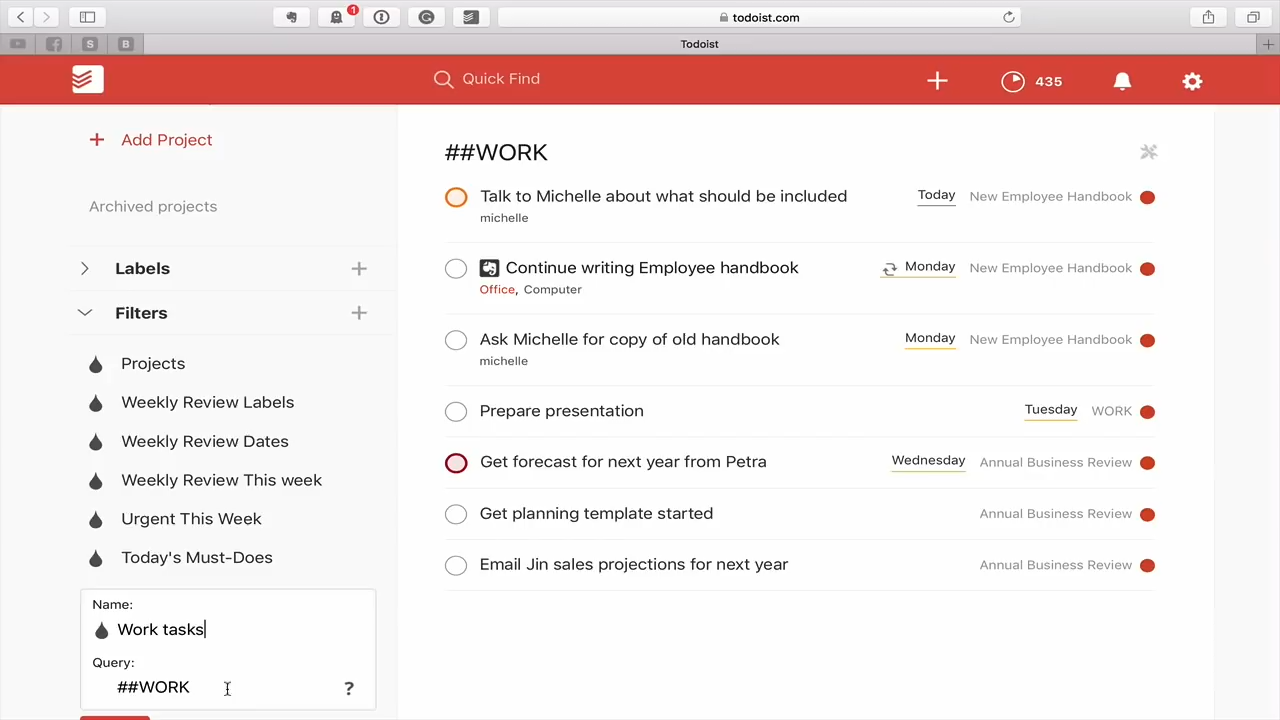 1
todoist.com
S
B
Todoist
Quick Find
435
Add Project
Archived projects
Labels
Filters
Projects
Weekly Review Labels
Weekly Review Dates
Weekly Review This week
Urgent This Week
Today's Must-Does
Name:
Work tasks
Query:
##WORK
?
##WORK
Talk to Michelle about what should be included Today New Employee Handbook
michelle
Continue writing Employee handbook Monday New Employee Handbook
Office, Computer
Ask Michelle for copy of old handbook Monday New Employee Handbook
michelle
Prepare presentation Tuesday WORK
Get forecast for next year from Petra Wednesday Annual Business Review
Get planning template started Annual Business Review
Email Jin sales projections for next year Annual Business Review